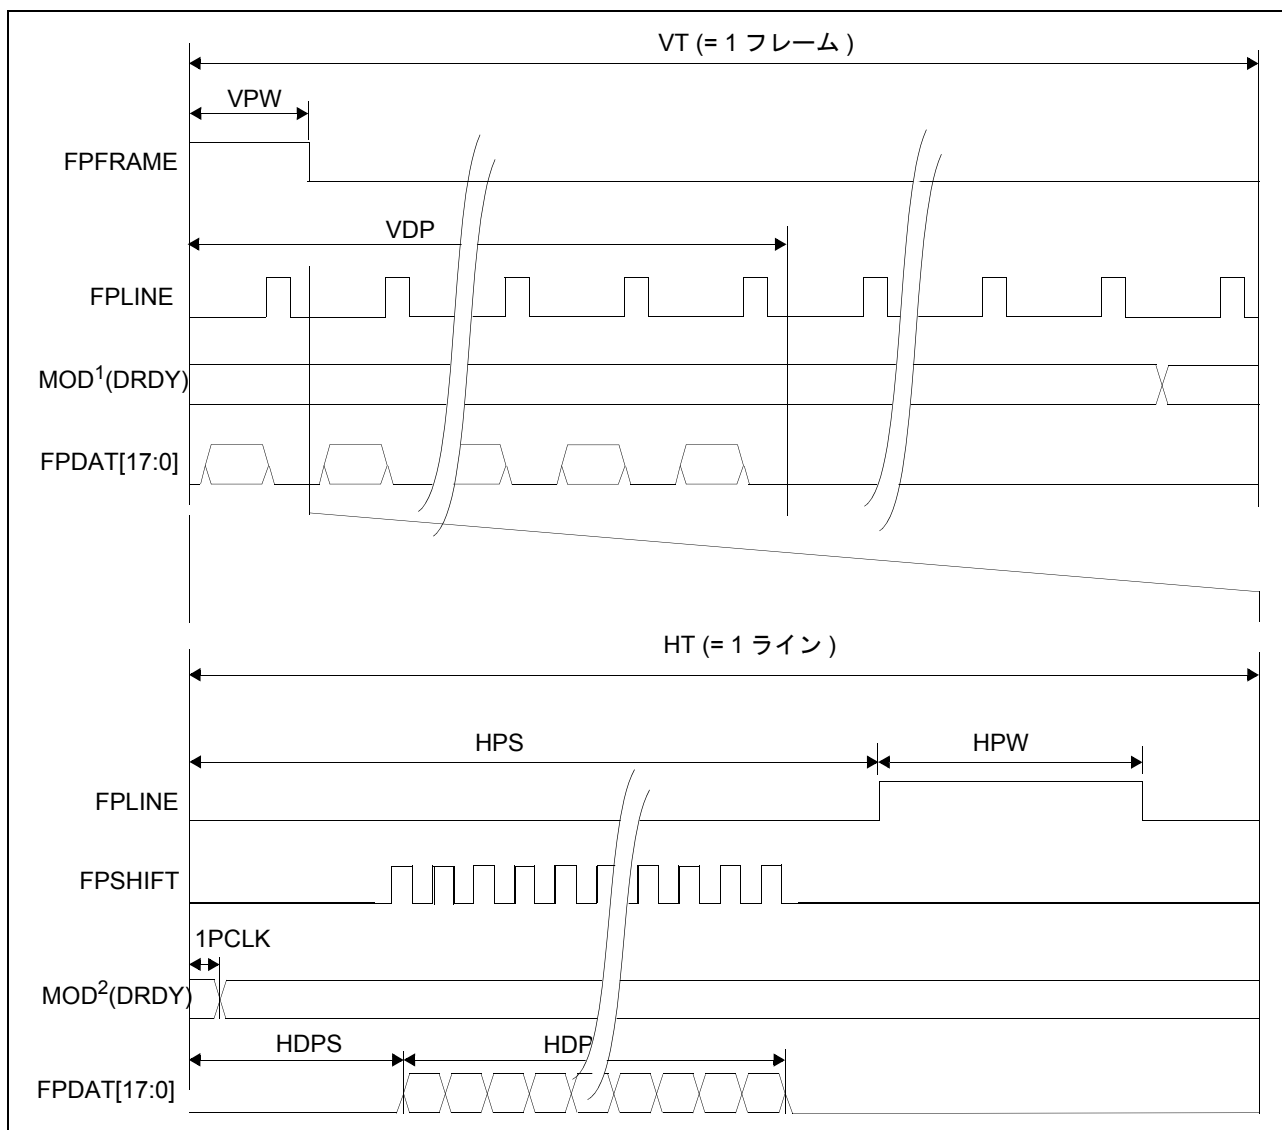 VT (= 1 フレーム )
VPW
FPFRAME
VDP
FPLINE
MOD1(DRDY)
FPDAT[17:0]
HT (= 1 ライン )
HPS
HPW
FPLINE
FPSHIFT
1PCLK
MOD2(DRDY)
HDPS
HDP
FPDAT[17:0]